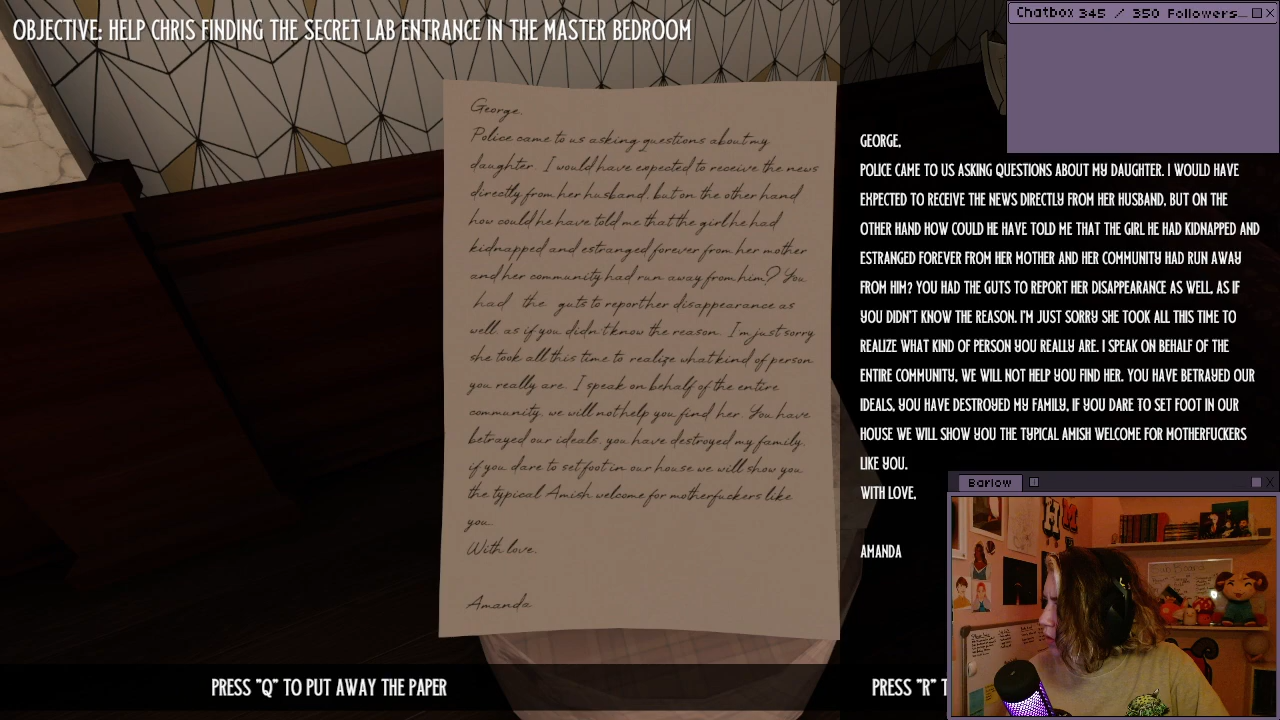 OBJECTIVE: HELP CHRIS FINDING THE SECRET LAB ENTRANCE IN THE MASTER BEDROOM
Chatbox 345 / 350 Followers
George,
Police came to us asking questions about my
daughter. I would have expected to receive the news
directly from her husband, but on the other hand
how could he have told me that the girl he had
kidnapped and estranged forever from her mother
and her community had run away from him? You
had the guts to report her disappearance as
well, as if you didn't know the reason. I'm just sorry
she took all this time to realize what kind of person
you really are. I speak on behalf of the entire
community, we will not help you find her. You have
betrayed our ideals, you have destroyed my family,
if you dare to set foot in our house we will show you
the typical Amish welcome for motherfuckers like
you.
With love,
Amanda
GEORGE,
POLICE CAME TO US ASKING QUESTIONS ABOUT MY DAUGHTER. I WOULD HAVE
EXPECTED TO RECEIVE THE NEWS DIRECTLY FROM HER HUSBAND, BUT ON THE
OTHER HAND HOW COULD HE HAVE TOLD ME THAT THE GIRL HE HAD KIDNAPPED AND
ESTRANGED FOREVER FROM HER MOTHER AND HER COMMUNITY HAD RUN AWAY
FROM HIM? YOU HAD THE GUTS TO REPORT HER DISAPPEARANCE AS WELL, AS IF
YOU DIDN'T KNOW THE REASON. I'M JUST SORRY SHE TOOK ALL THIS TIME TO
REALIZE WHAT KIND OF PERSON YOU REALLY ARE. I SPEAK ON BEHALF OF THE
ENTIRE COMMUNITY, WE WILL NOT HELP YOU FIND HER. YOU HAVE BETRAYED OUR
IDEALS, YOU HAVE DESTROYED MY FAMILY, IF YOU DARE TO SET FOOT IN OUR
HOUSE WE WILL SHOW YOU THE TYPICAL AMISH WELCOME FOR MOTHERFUCKERS
LIKE YOU.
WITH LOVE,
AMANDA
Barlow
PRESS "Q" TO PUT AWAY THE PAPER
PRESS "R" T